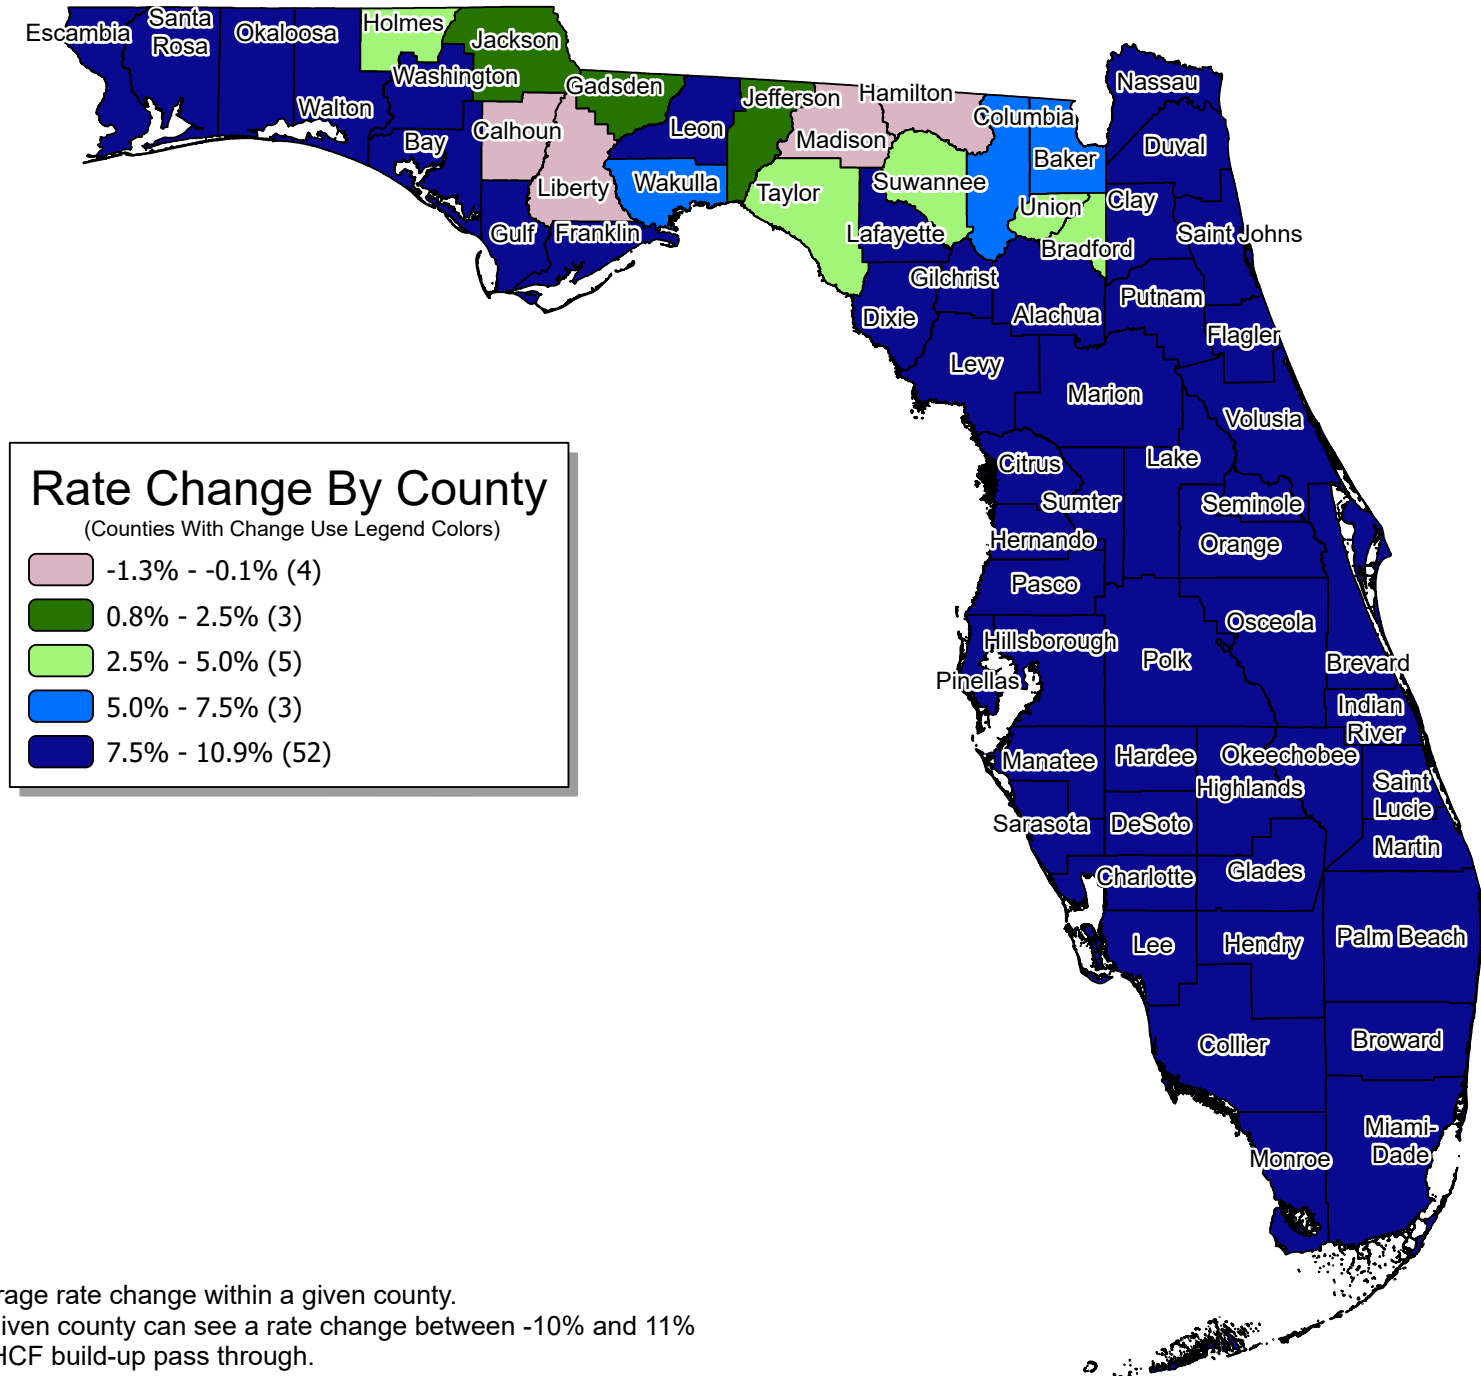 Escambia
Santa
Rosa
Okaloosa
Holmes
Jackson
Washington
Walton
Bay
Calhoun
Gadsden
Leon
Liberty
Wakulla
Gulf
Franklin
Jefferson
Madison
Hamilton
Taylor
Suwannee
Lafayette
Columbia
Baker
Union
Bradford
Nassau
Duval
Clay
Saint Johns
Gilchrist
Dixie
Alachua
Putnam
Flagler
Levy
Marion
Volusia
Citrus
Lake
Sumter
Seminole
Hernando
Orange
Pasco
Osceola
Hillsborough
Polk
Pinellas
Brevard
Indian
River
Manatee
Hardee
Okeechobee
Highlands
Saint
Lucie
Sarasota
DeSoto
Martin
Charlotte
Glades
Lee
Hendry
Palm Beach
Collier
Broward
Miami-
Dade
Monroe
Rate Change By County
(Counties With Change Use Legend Colors)
-1.3% - -0.1% (4)
0.8% - 2.5% (3)
2.5% - 5.0% (5)
5.0% - 7.5% (3)
7.5% - 10.9% (52)
rage rate change within a given county.
iven county can see a rate change between -10% and 11%
HCF build-up pass through.